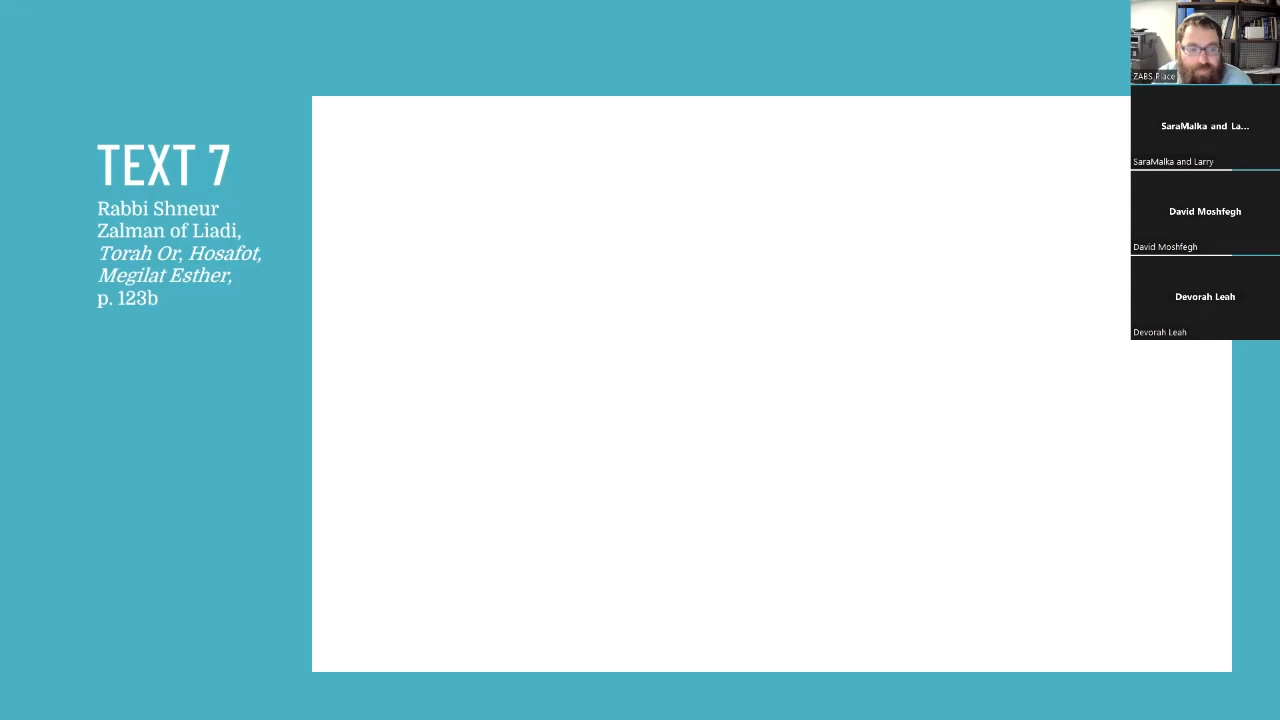 TEXT 7
Rabbi Shneur
Zalman of Liadi,
Torah Or, Hosafot,
Megilat Esther,
p. 123b
ZABS Place
SaraMalka and La...
SaraMalka and Larry
David Moshfegh
David Moshfegh
Devorah Leah
Devorah Leah